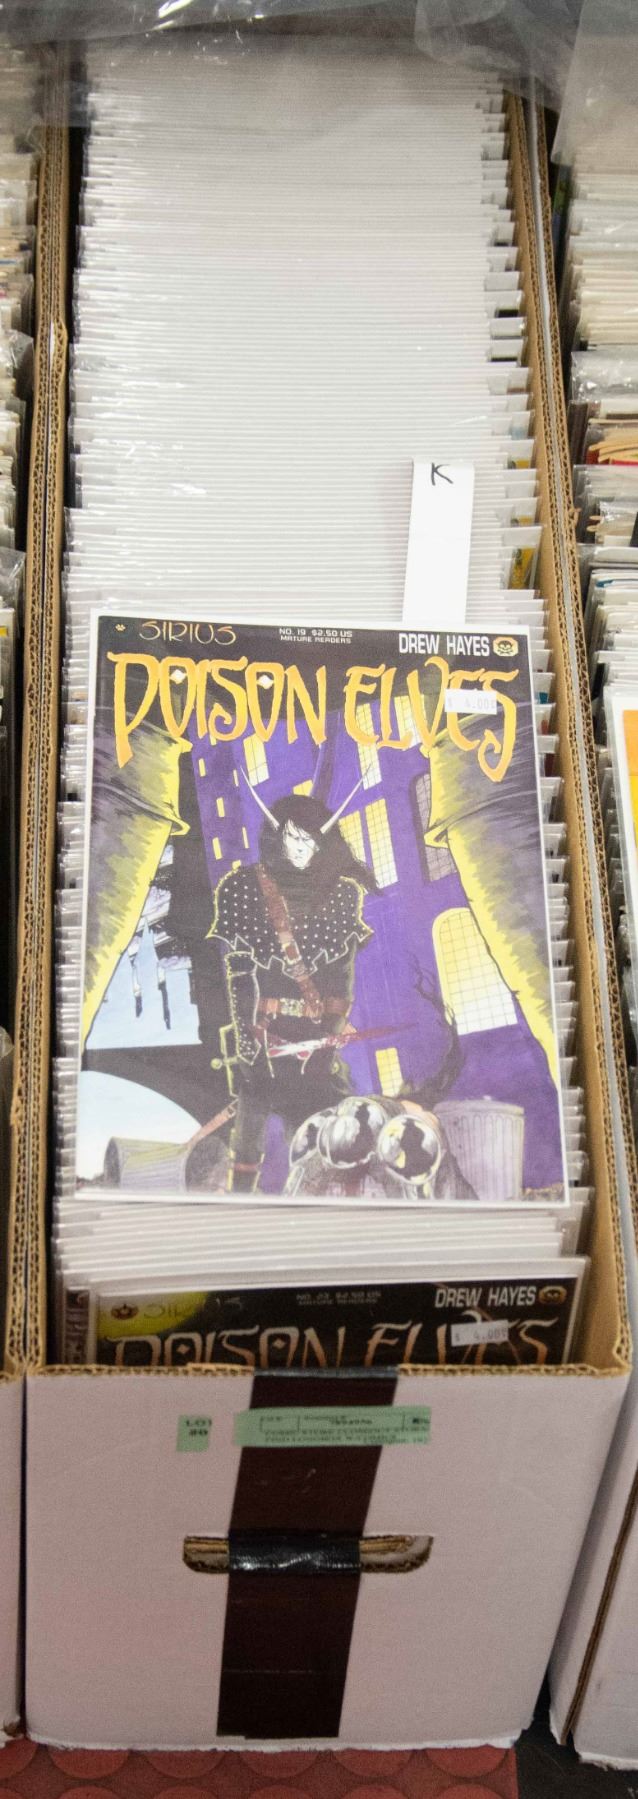 K
SIRIUS
NO. 19 $2.50 US
MATURE READERS
DREW HAYES
POISON ELVES
$ 4.00
SIRIUS
NO. 23 $2.50 US
MATURE READERS
DREW HAYES
POISON ELVES
$ 4.00
LOT